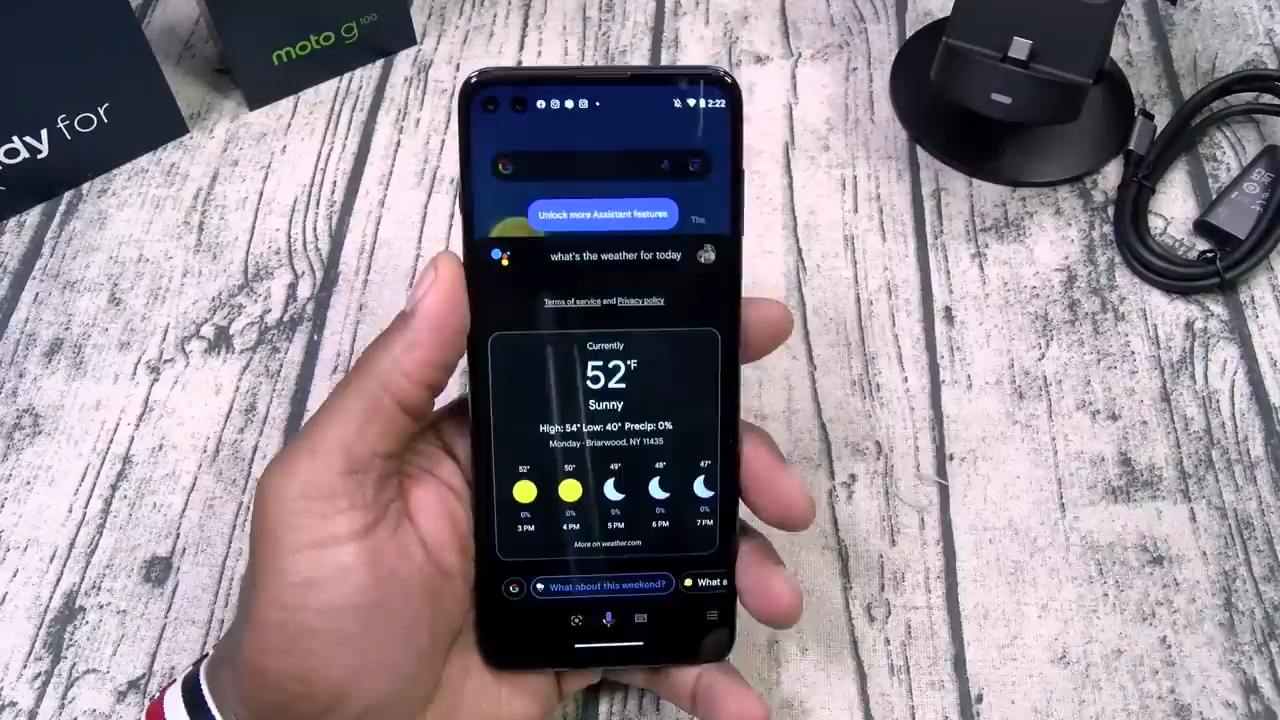 moto g100
dy for
2:22
Unlock more Assistant features
The
what's the weather for today
Terms of service and Privacy policy
Currently
52°F
Sunny
High: 54° Low: 40° Precip: 0%
Monday · Briarwood, NY 11435
52° 50° 49° 48° 47°
0% 0% 0% 0% 0%
3 PM 4 PM 5 PM 6 PM 7 PM
More on weather.com
What about this weekend?
What a